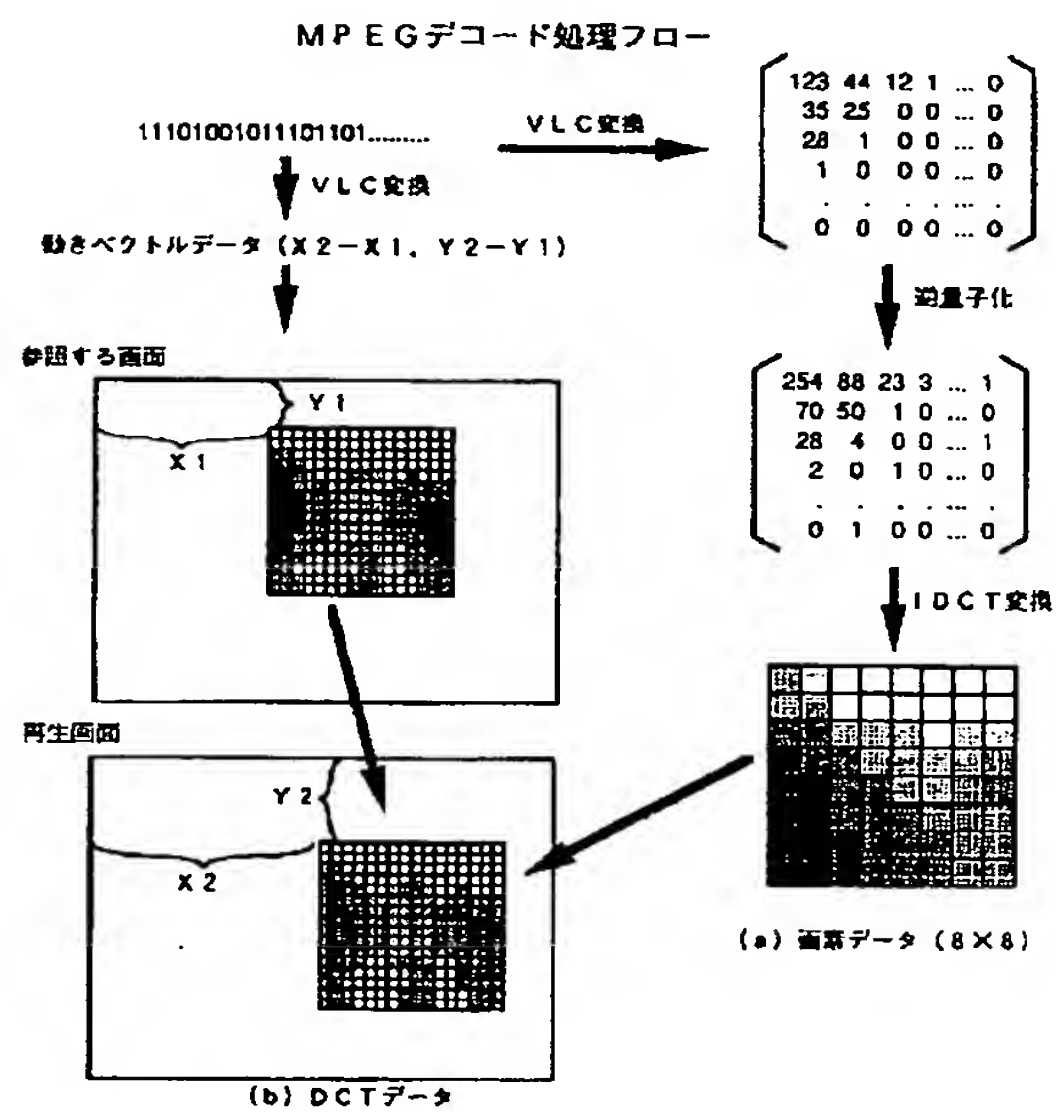 MPEGデコード処理フロー
11101001011101101.........
VLC変換
VLC変換
動きベクトルデータ（X2－X1，Y2－Y1）
123 44 12 1 ... 0
35 25 0 0 ... 0
28 1 0 0 ... 0
1 0 0 0 ... 0
. . . . ... .
0 0 0 0 ... 0
逆量子化
254 88 23 3 ... 1
70 50 1 0 ... 0
28 4 0 0 ... 1
2 0 1 0 ... 0
. . . . ... .
0 1 0 0 ... 0
IDCT変換
(a) 画素データ（8×8）
参照する画面
Y1
X1
再生画面
Y2
X2
(b) DCTデータ